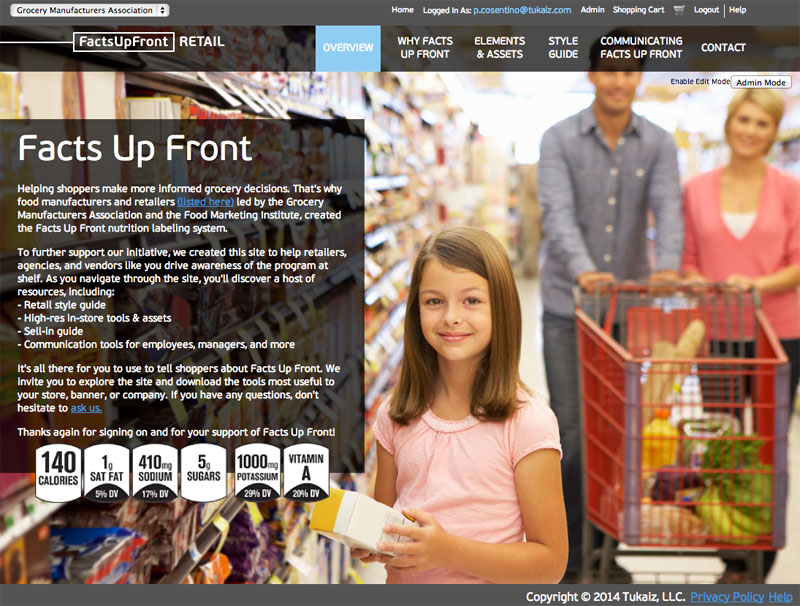 Grocery Manufacturers Association
Home Logged In As: p.cosentino@tukaiz.com Admin Shopping Cart Logout Help
FactsUpFront RETAIL
OVERVIEW
WHY FACTS
UP FRONT
ELEMENTS
& ASSETS
STYLE
GUIDE
COMMUNICATING
FACTS UP FRONT
CONTACT
Enable Edit Mode Admin Mode
Facts Up Front
Helping shoppers make more informed grocery decisions. That's why
food manufacturers and retailers (listed here) led by the Grocery
Manufacturers Association and the Food Marketing Institute, created
the Facts Up Front nutrition labeling system.
To further support our initiative, we created this site to help retailers,
agencies, and vendors like you drive awareness of the program at
shelf. As you navigate through the site, you'll discover a host of
resources, including:
- Retail style guide
- High-res in-store tools & assets
- Sell-in guide
- Communication tools for employees, managers, and more
It's all there for you to use to tell shoppers about Facts Up Front. We
invite you to explore the site and download the tools most useful to
your store, banner, or company. If you have any questions, don't
hesitate to ask us.
Thanks again for signing on and for your support of Facts Up Front!
140
CALORIES
1g
SAT FAT
5% DV
410mg
SODIUM
17% DV
5g
SUGARS
1000mg
POTASSIUM
29% DV
VITAMIN
A
20% DV
Copyright © 2014 Tukaiz, LLC. Privacy Policy Help